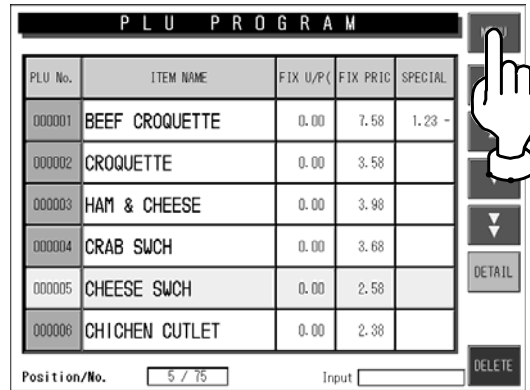 PLU PROGRAM
MENU
PLU No. ITEM NAME FIX U/P( FIX PRIC SPECIAL
000001 BEEF CROQUETTE 0.00 7.58 1.23 -
000002 CROQUETTE 0.00 3.58
000003 HAM & CHEESE 0.00 3.98
000004 CRAB SWCH 0.00 3.68
000005 CHEESE SWCH 0.00 2.58
000006 CHICHEN CUTLET 0.00 2.38
DETAIL
Position/No. 5 / 75 Input
DELETE